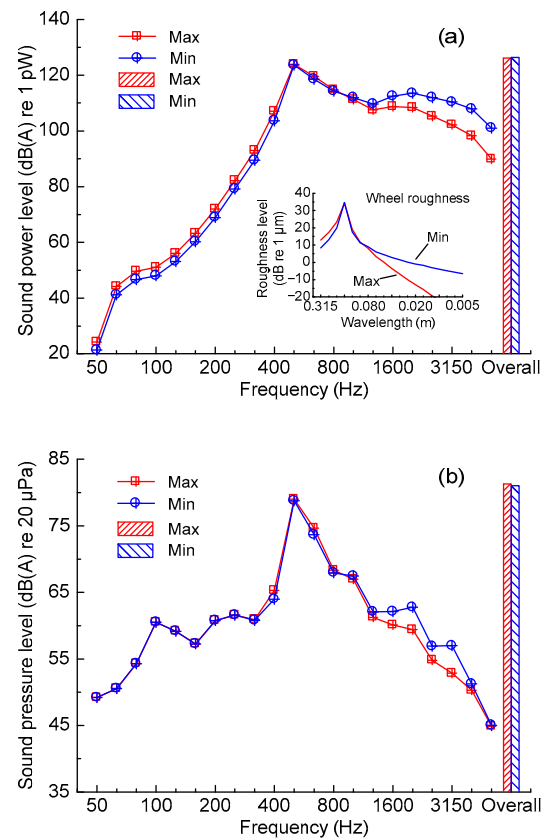 140
120
100
80
60
40
20
Sound power level (dB(A) re 1 pW)
Max
Min
Max
Min
(a)
Wheel roughness
Roughness level
(dB re 1 μm)
40
30
20
10
0
−10
−20
Min
Max
0.315 0.080 0.020 0.005
Wavelength (m)
50 100 200 400 800 1600 3150 Overall
Frequency (Hz)
85
75
65
55
45
35
Sound pressure level (dB(A) re 20 μPa)
Max
Min
Max
Min
(b)
50 100 200 400 800 1600 3150 Overall
Frequency (Hz)